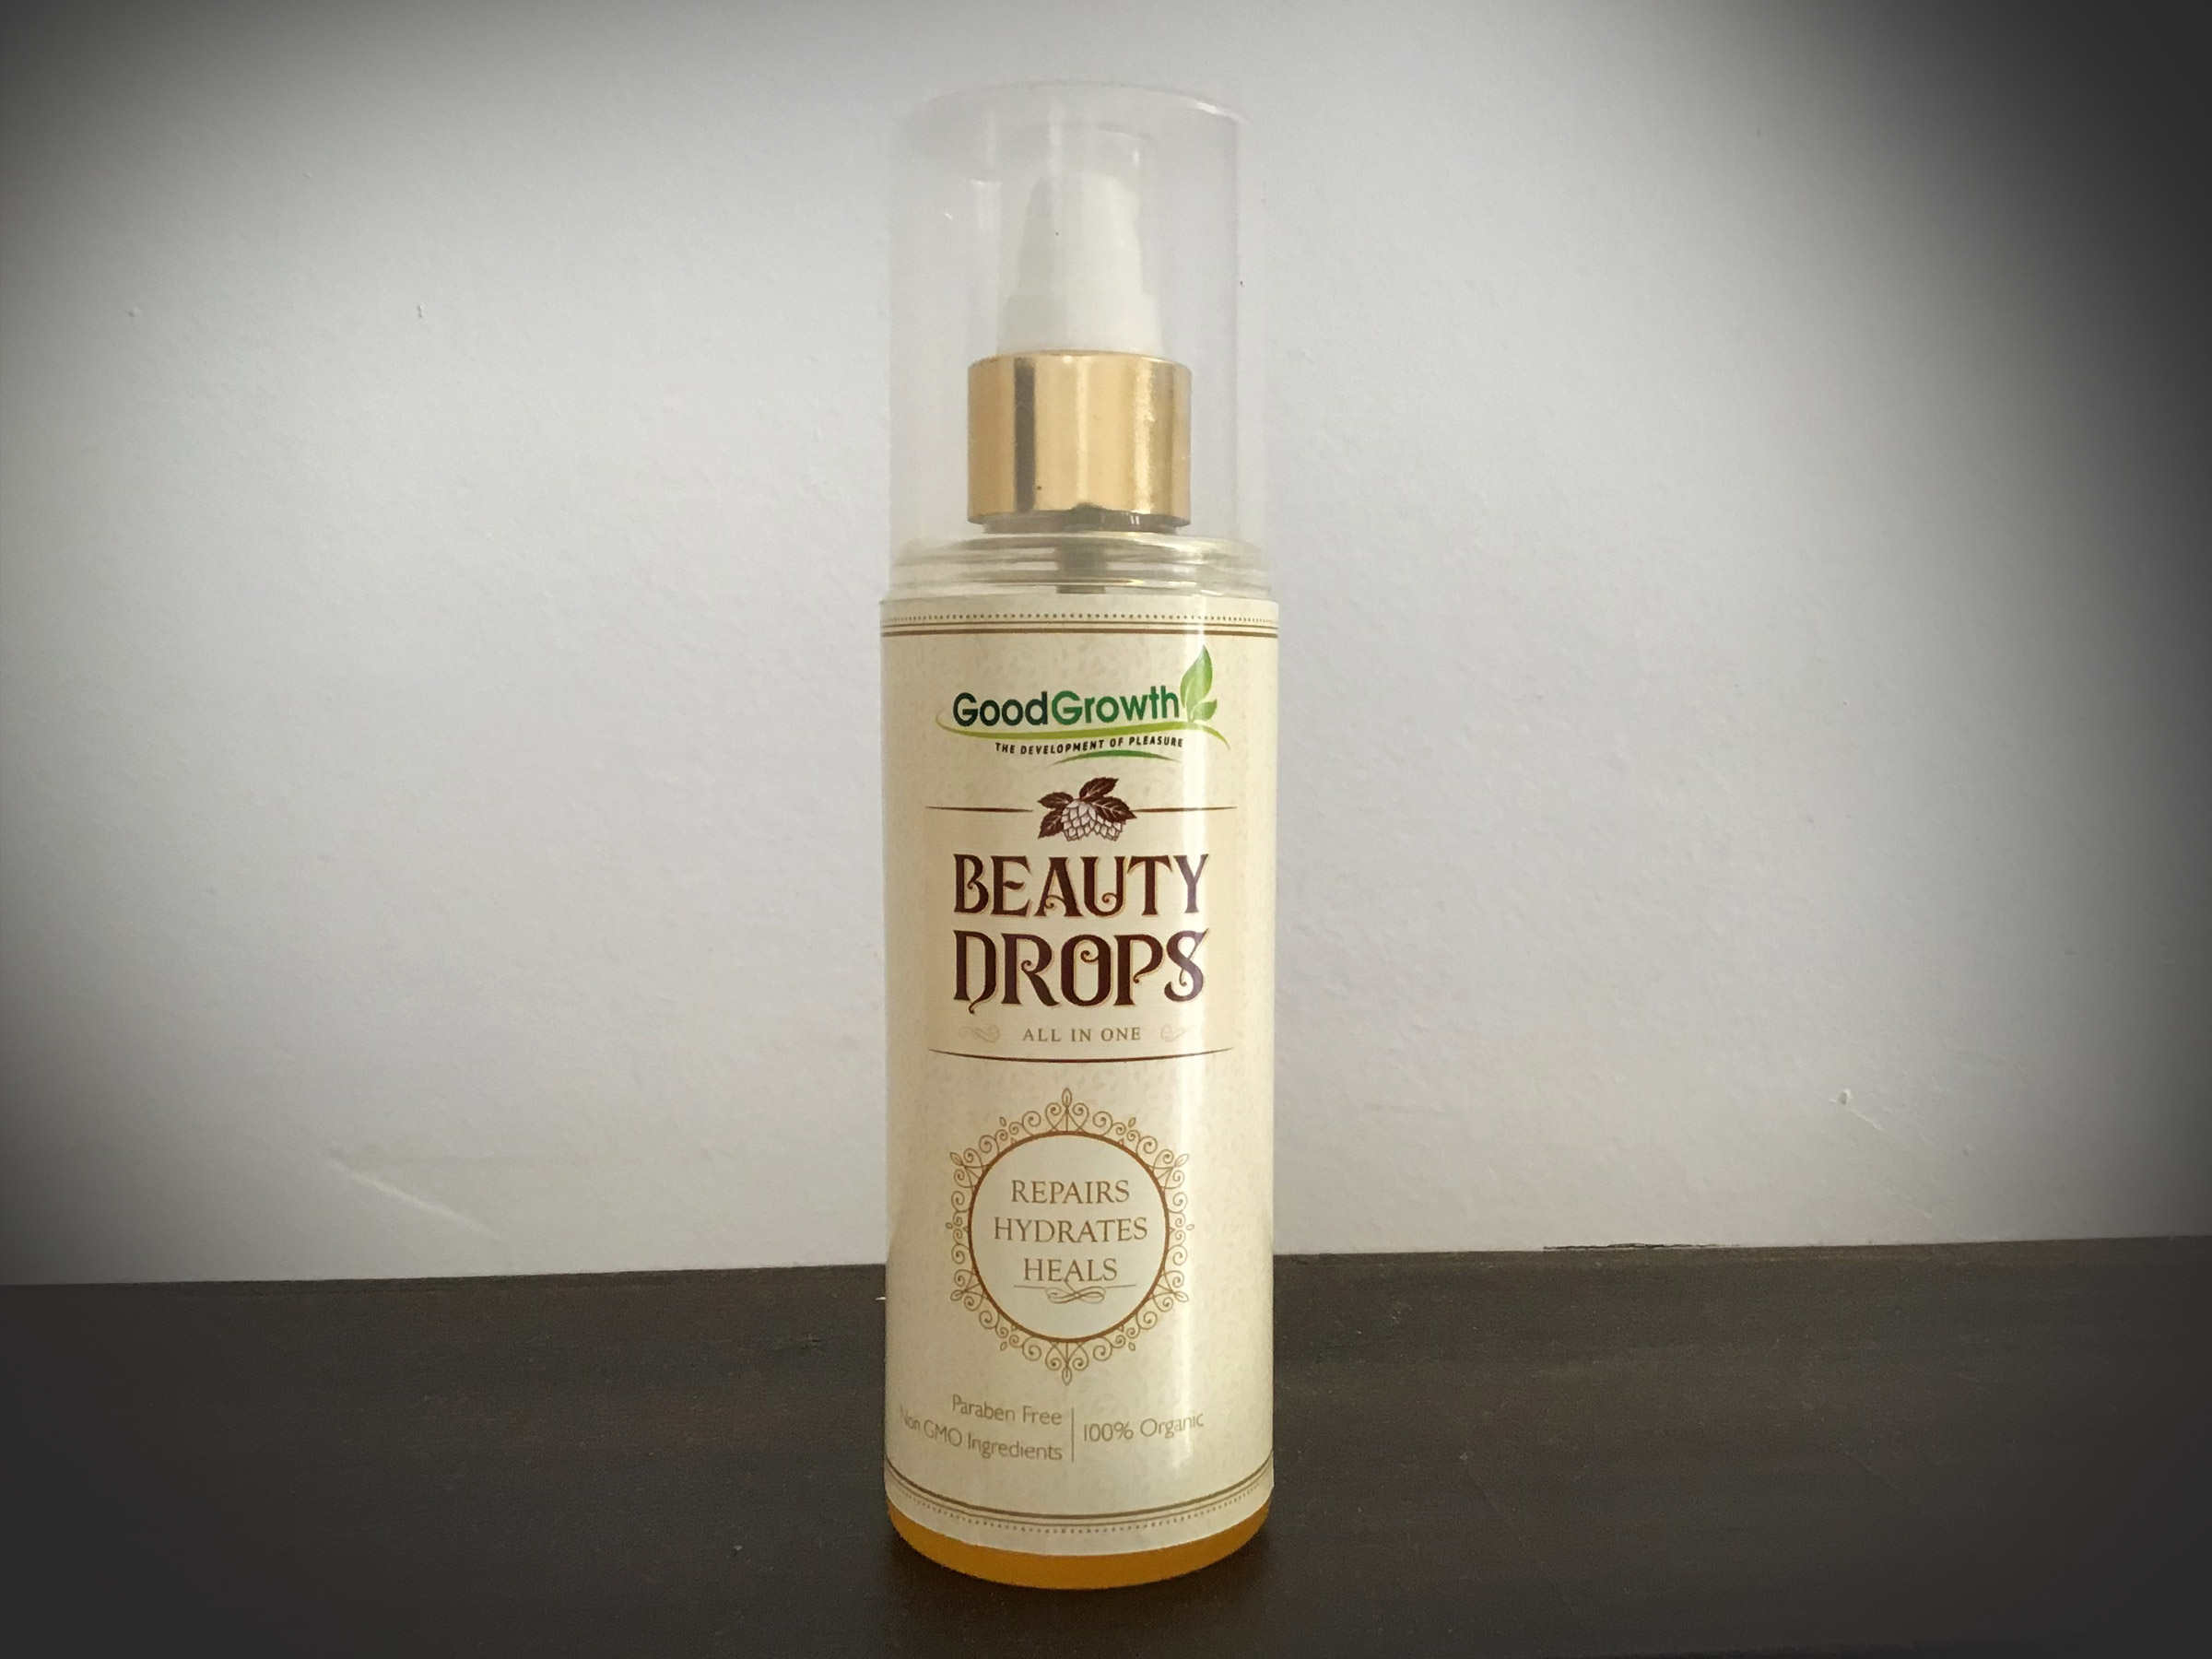 GoodGrowth
THE DEVELOPMENT OF PLEASURE
BEAUTY
DROPS
ALL IN ONE
REPAIRS
HYDRATES
HEALS
Paraben Free
Non GMO Ingredients
100% Organic